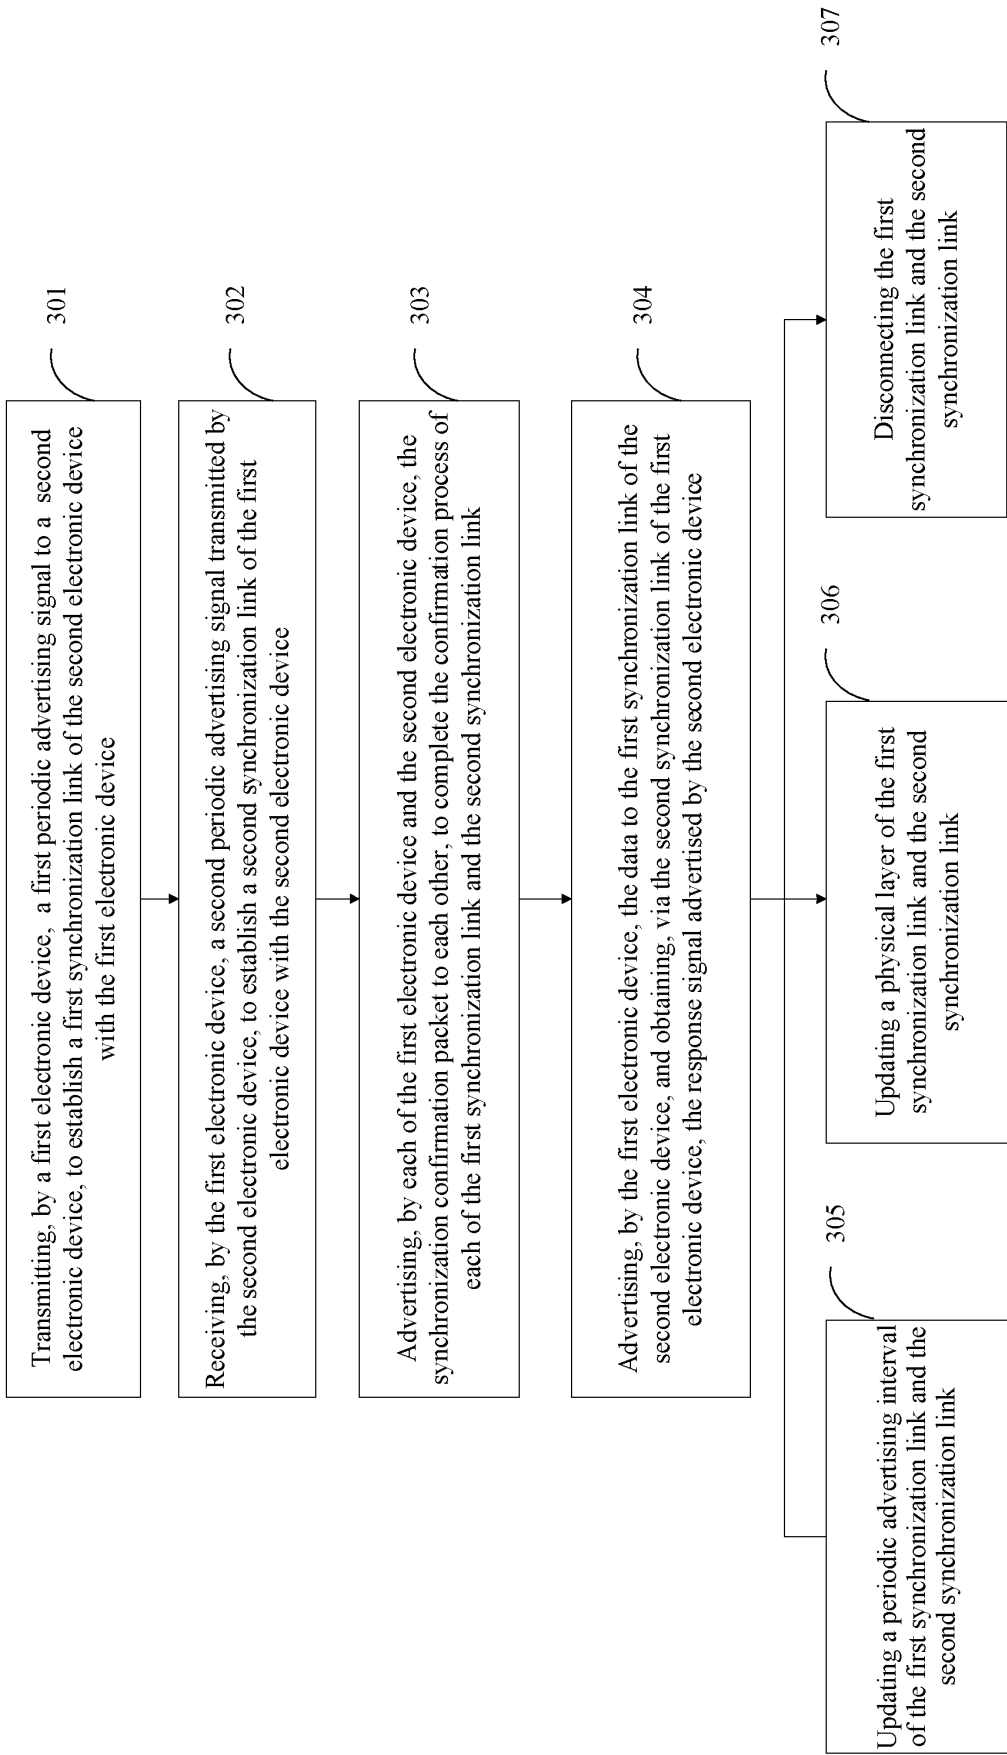 Transmitting, by a first electronic device, a first periodic advertising signal to a second
electronic device, to establish a first synchronization link of the second electronic device
with the first electronic device
301
Receiving, by the first electronic device, a second periodic advertising signal transmitted by
the second electronic device, to establish a second synchronization link of the first
electronic device with the second electronic device
302
Advertising, by each of the first electronic device and the second electronic device, the
synchronization confirmation packet to each other, to complete the confirmation process of
each of the first synchronization link and the second synchronization link
303
Advertising, by the first electronic device, the data to the first synchronization link of the
second electronic device, and obtaining, via the second synchronization link of the first
electronic device, the response signal advertised by the second electronic device
304
Updating a periodic advertising interval
of the first synchronization link and the
second synchronization link
305
Updating a physical layer of the first
synchronization link and the second
synchronization link
306
Disconnecting the first
synchronization link and the second
synchronization link
307